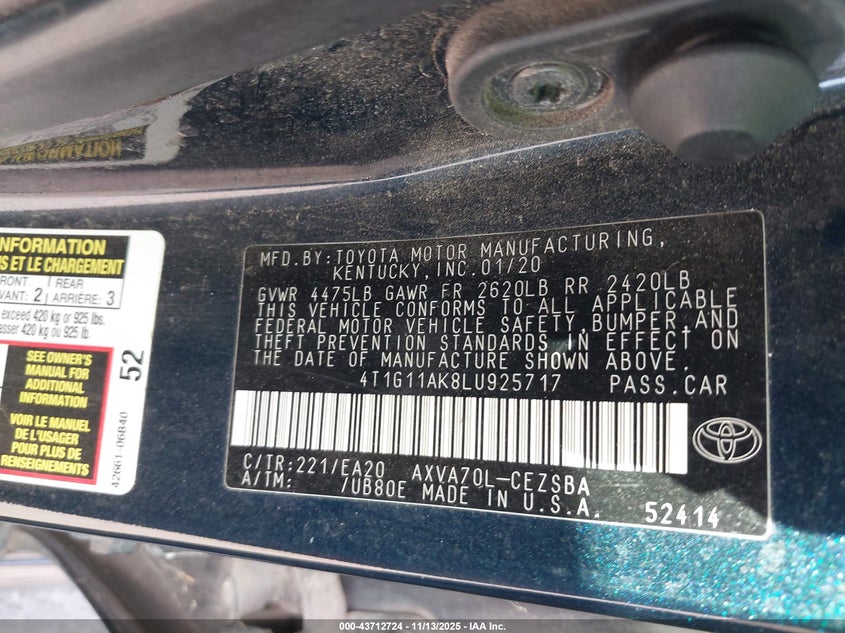 INFORMATION
S ET LE CHARGEMENT
FRONT REAR
AVANT: 2 ARRIÈRE: 3
exceed 420 kg or 925 lbs.
asser 420 kg ou 925 lb.
SEE OWNER'S
MANUAL FOR
ADDITIONAL
INFORMATION
VOIR LE MANUEL
DE L'USAGER
POUR PLUS DE
RENSEIGNEMENTS
52
42661-06B40
MFD.BY:TOYOTA MOTOR MANUFACTURING,
KENTUCKY,INC.01/20
GVWR 4475LB GAWR FR 2620LB RR 2420LB
THIS VEHICLE CONFORMS TO ALL APPLICABLE
FEDERAL MOTOR VEHICLE SAFETY,BUMPER,AND
THEFT PREVENTION STANDARDS IN EFFECT ON
THE DATE OF MANUFACTURE SHOWN ABOVE.
4T1G11AK8LU925717 PASS.CAR
C/TR:221/EA20 AXVA70L-CEZSBA
A/TM: /UB80E MADE IN U.S.A.
52414
000-43712724 — 11/13/2025 — IAA Inc.